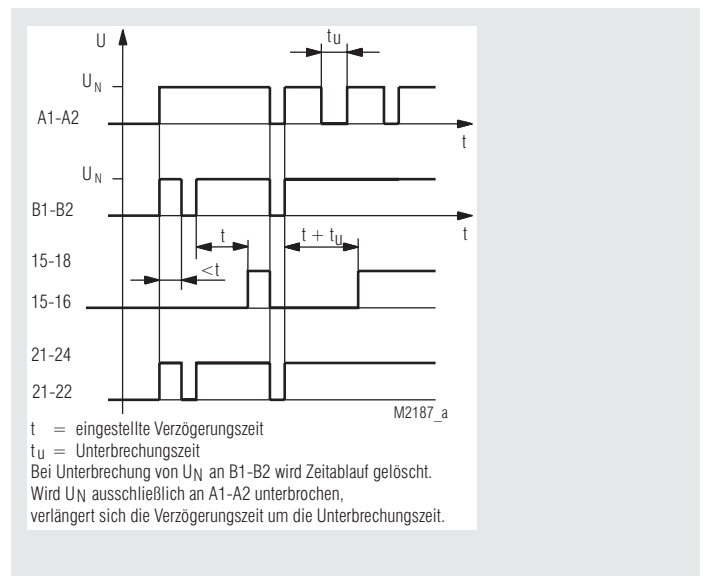 U
tu
UN
A1-A2
t
UN
B1-B2
t
t
t + tu
15-18
<t
15-16
21-24
21-22
M2187_a
t = eingestellte Verzögerungszeit
tu = Unterbrechungszeit
Bei Unterbrechung von UN an B1-B2 wird Zeitablauf gelöscht.
Wird UN ausschließlich an A1-A2 unterbrochen,
verlängert sich die Verzögerungszeit um die Unterbrechungszeit.